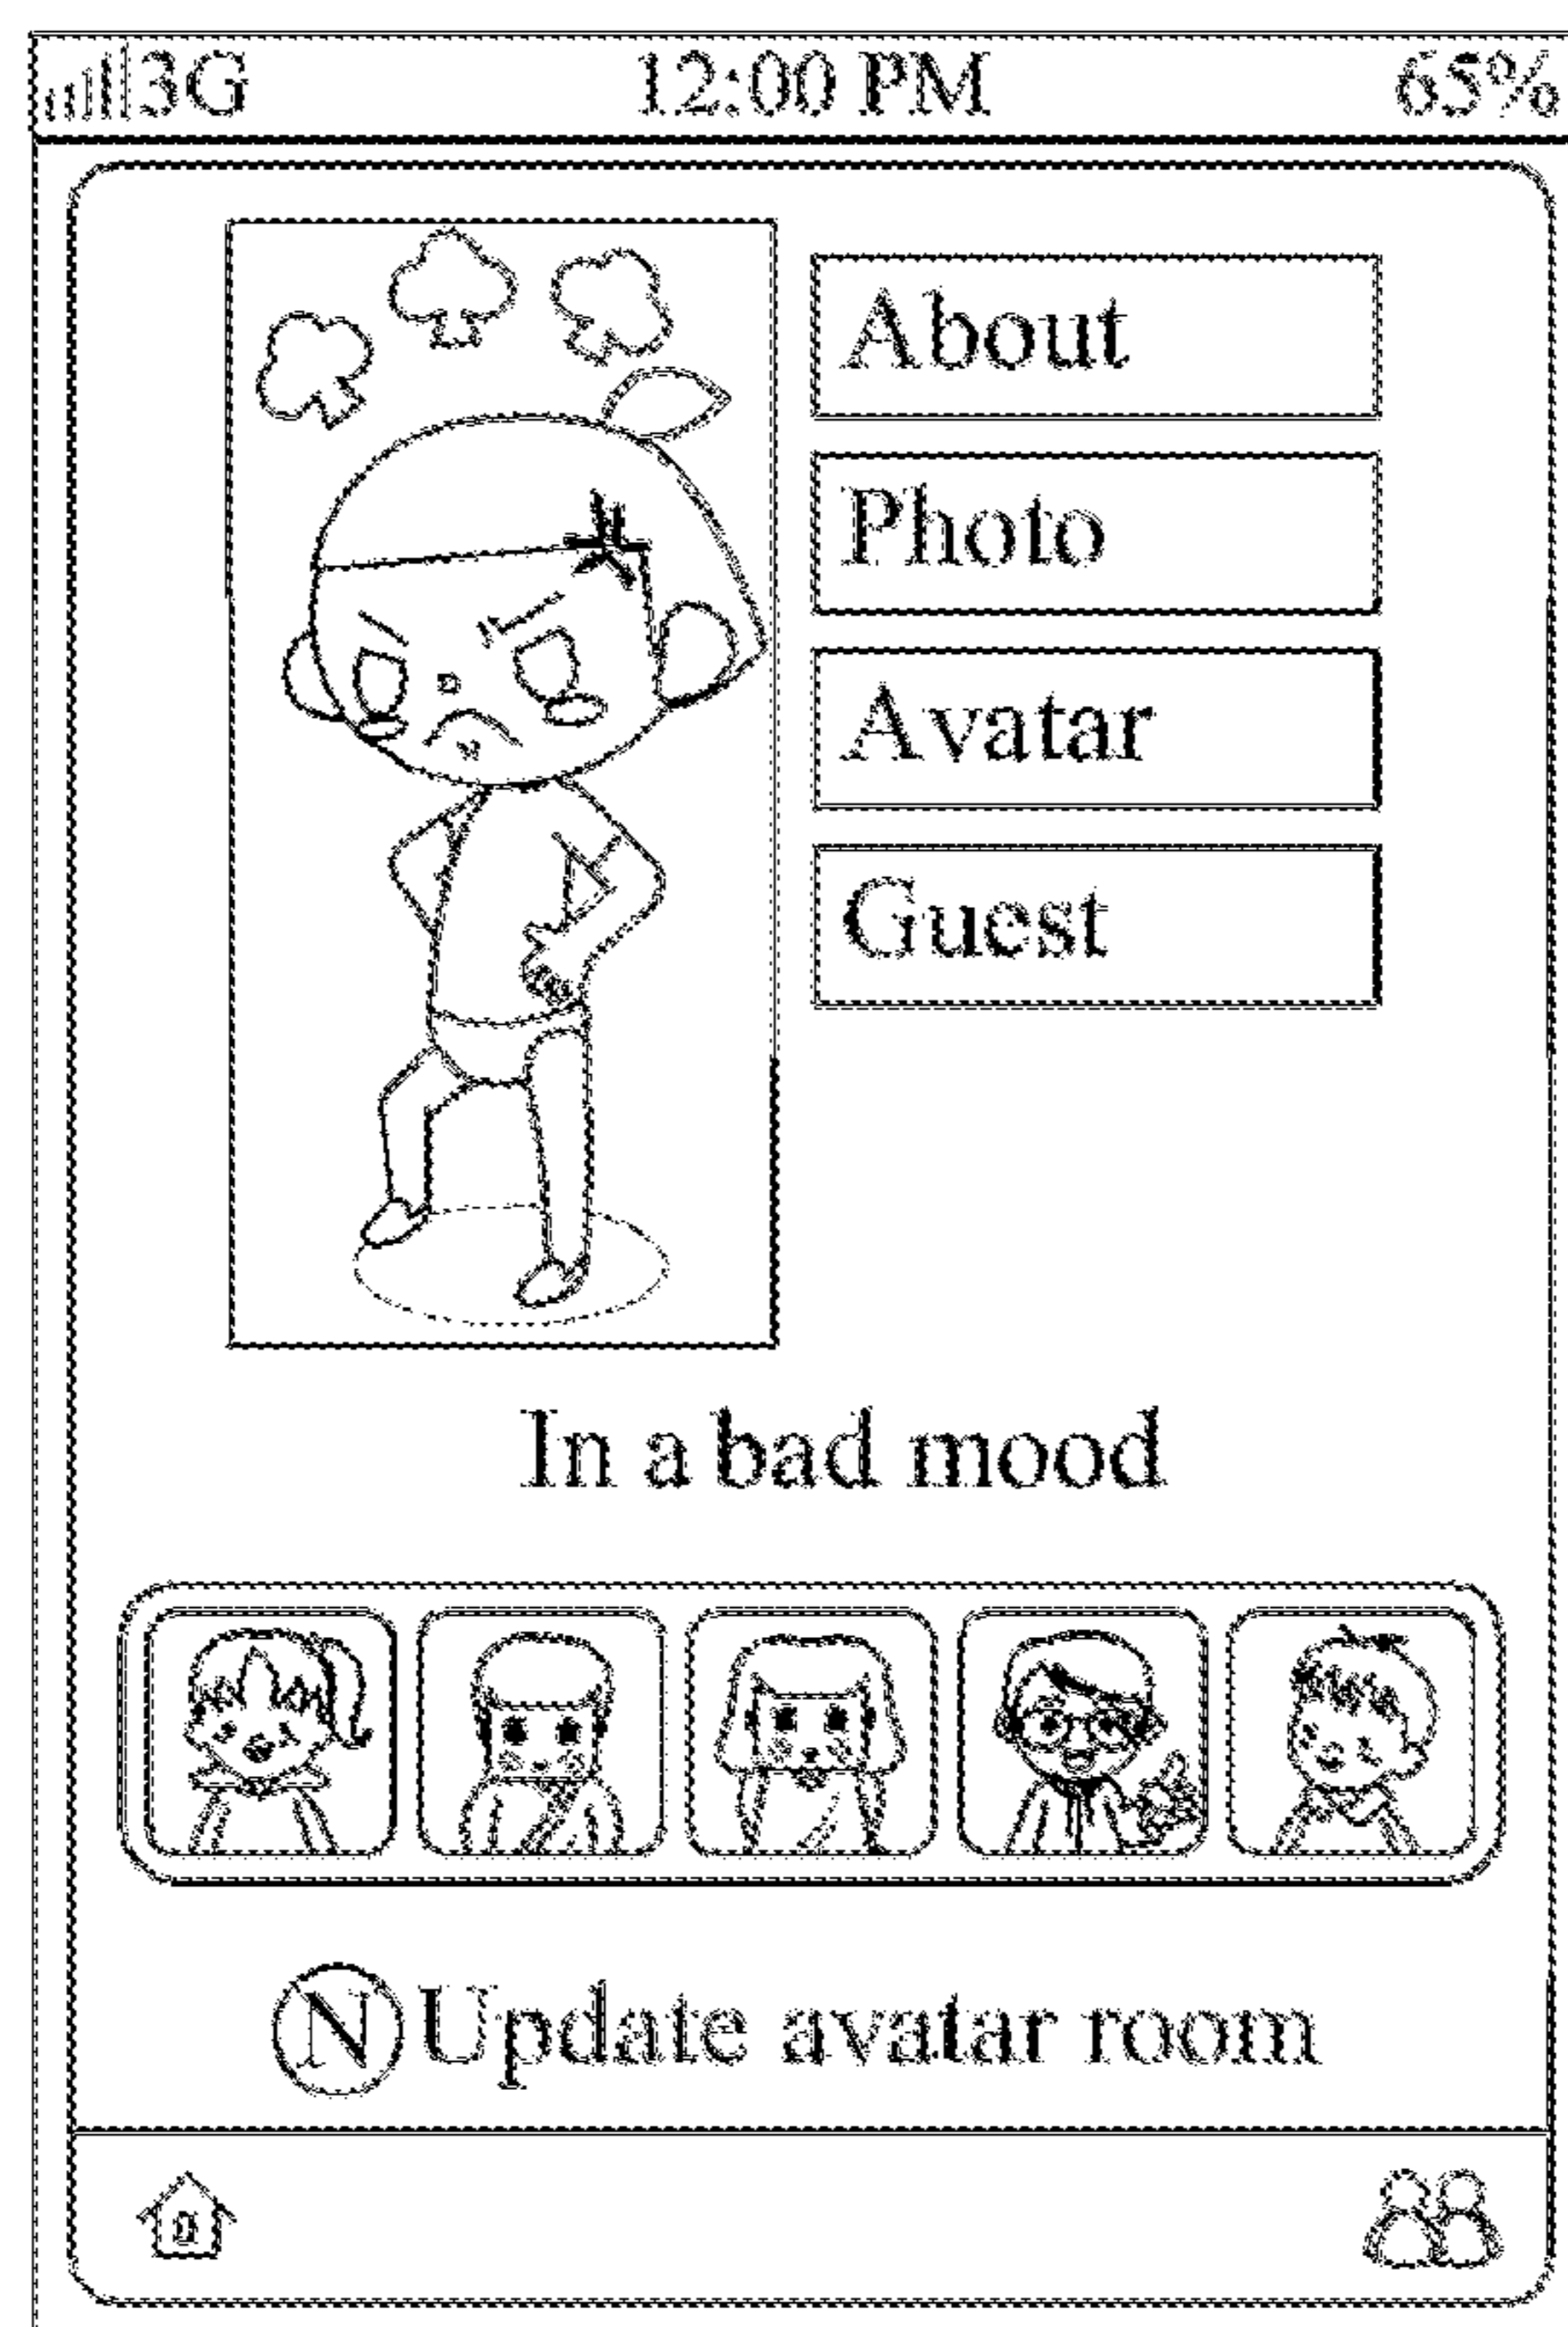 3G 12:00 PM 65%
About
Photo
Avatar
Guest
In a bad mood
N Update avatar room